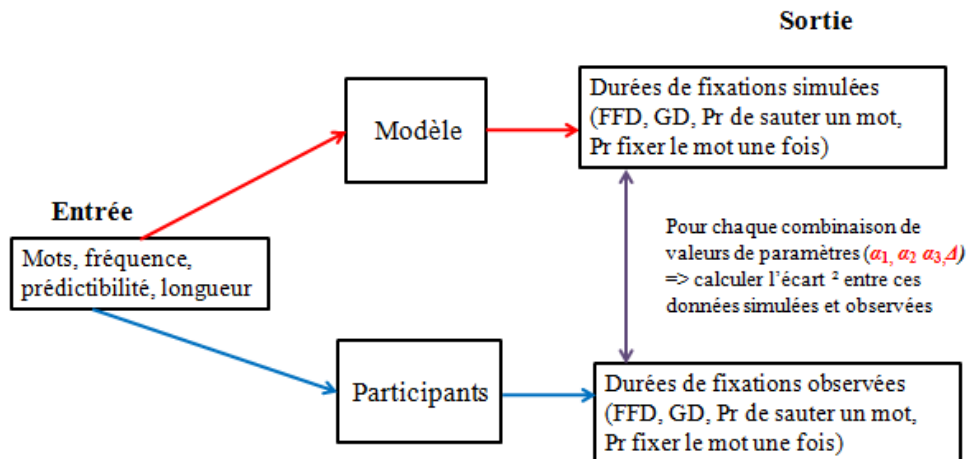 Sortie
Durées de fixations simulées
(FFD, GD, Pr de sauter un mot,
Pr fixer le mot une fois)
Modèle
Entrée
Mots, fréquence,
prédictibilité, longueur
Pour chaque combinaison de
valeurs de paramètres (α1, α2 α3,Δ)
=> calculer l'écart ² entre ces
données simulées et observées
Participants
Durées de fixations observées
(FFD, GD, Pr de sauter un mot,
Pr fixer le mot une fois)